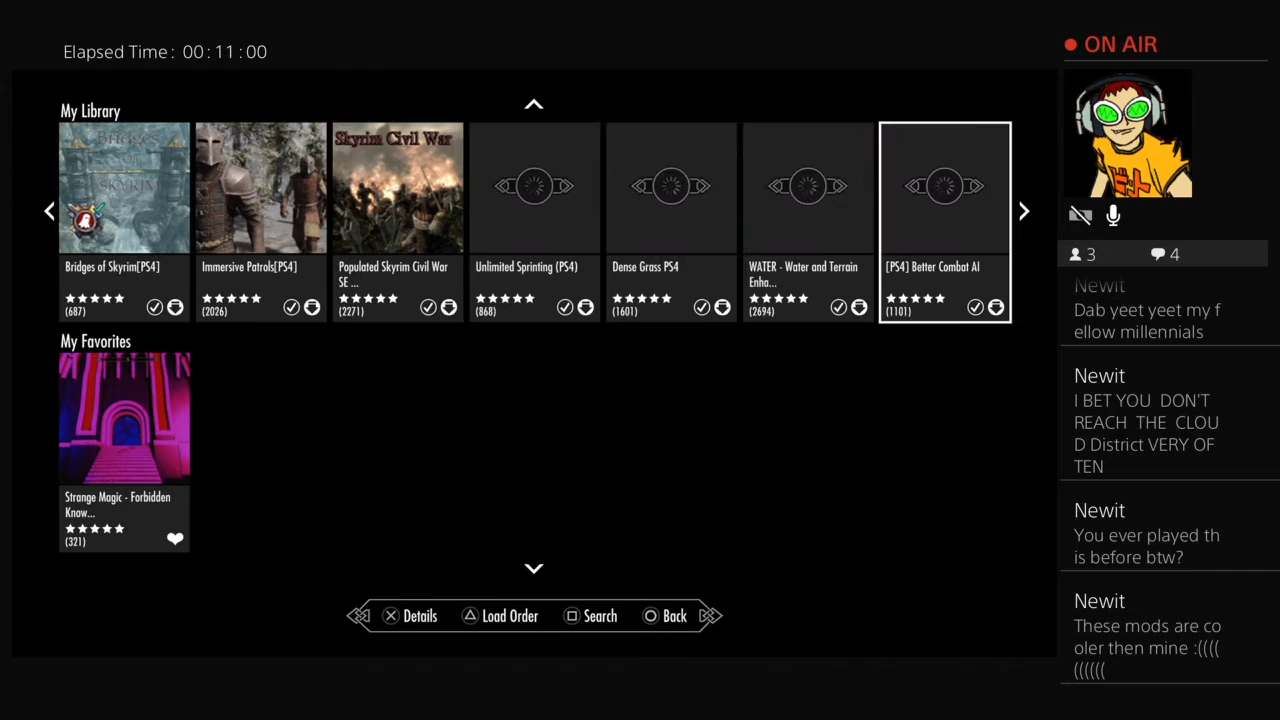 Elapsed Time: 00:11:00
ON AIR
My Library
Bridges
OF
SKYRIM
Skyrim Civil War
Bridges of Skyrim[PS4]
(687)
Immersive Patrols[PS4]
(2026)
Populated Skyrim Civil War
SE ...
(2271)
Unlimited Sprinting (PS4)
(868)
Dense Grass PS4
(1601)
WATER - Water and Terrain
Enha...
(2694)
[PS4] Better Combat AI
(1101)
My Favorites
Strange Magic - Forbidden
Know...
(321)
Details
Load Order
Search
Back
3
4
Newit
Dab yeet yeet my f
ellow millennials
Newit
I BET YOU DON'T
REACH THE CLOU
D District VERY OF
TEN
Newit
You ever played th
is before btw?
Newit
These mods are co
oler then mine :((((
((((((